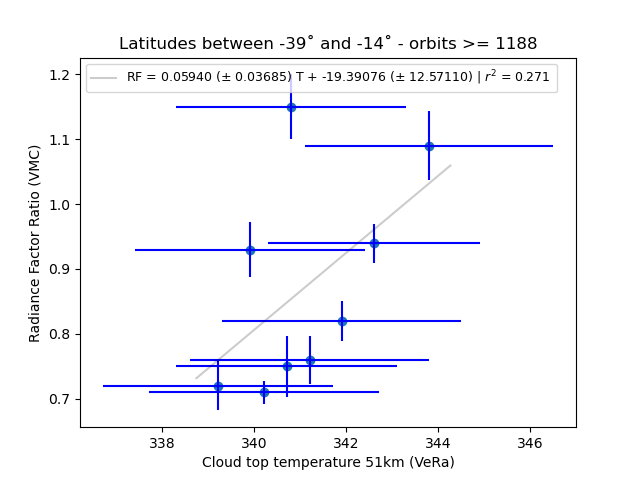 Latitudes between -39˚ and -14˚ - orbits >= 1188
RF = 0.05940 (± 0.03685) T + -19.39076 (± 12.57110) | r² = 0.271
1.2
1.1
1.0
0.9
0.8
0.7
Radiance Factor Ratio (VMC)
338
340
342
344
346
Cloud top temperature 51km (VeRa)